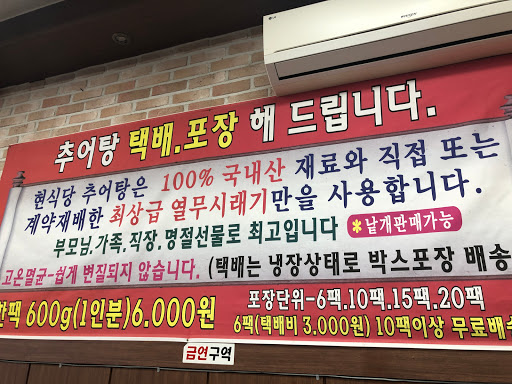 LG
추어탕 택배.포장 해 드립니다.
현식당 추어탕은 100% 국내산 재료와 직접 또는
계약재배한 최상급 열무시래기만을 사용합니다.
부모님.가족.직장.명절선물로 최고입니다 *낱개판매가능
고온멸균-쉽게 변질되지 않습니다. (택배는 냉장상태로 박스포장 배송
한팩 600g(1인분)6.000원
포장단위-6팩.10팩.15팩.20팩
6팩(택배비 3.000원) 10팩이상 무료배송
금연구역